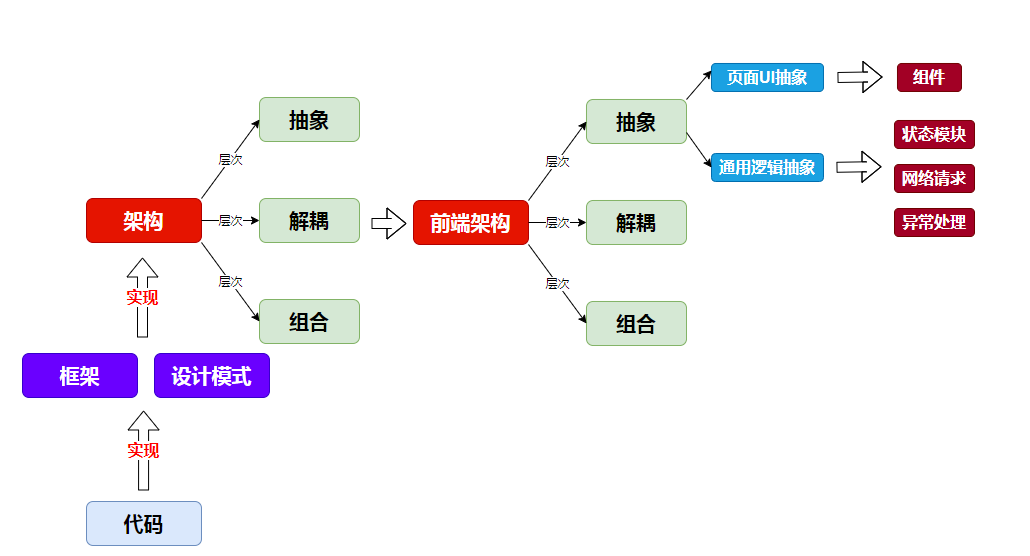 页面UI抽象
组件
抽象
抽象
状态模块
层次
层次
通用逻辑抽象
网络请求
架构
层次
解耦
前端架构
层次
解耦
异常处理
层次
层次
实现
组合
组合
框架
设计模式
实现
代码